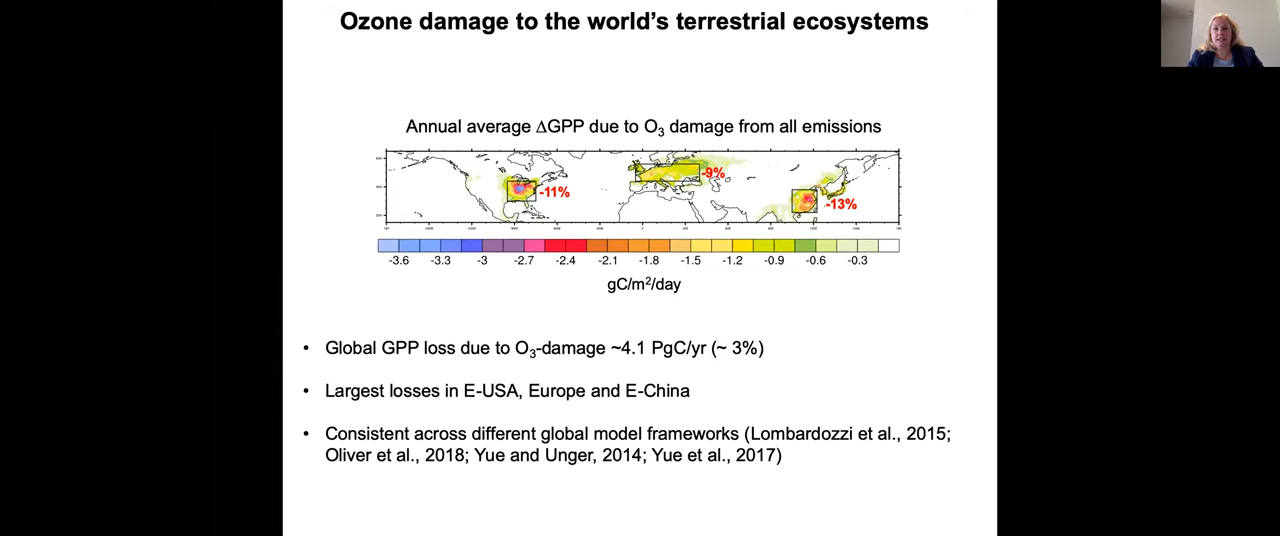 Ozone damage to the world's terrestrial ecosystems
Annual average ΔGPP due to O₃ damage from all emissions
-11%
-9%
-13%
-3.6 -3.3 -3 -2.7 -2.4 -2.1 -1.8 -1.5 -1.2 -0.9 -0.6 -0.3
gC/m²/day
• Global GPP loss due to O₃-damage ~4.1 PgC/yr (~ 3%)
• Largest losses in E-USA, Europe and E-China
• Consistent across different global model frameworks (Lombardozzi et al., 2015;
Oliver et al., 2018; Yue and Unger, 2014; Yue et al., 2017)